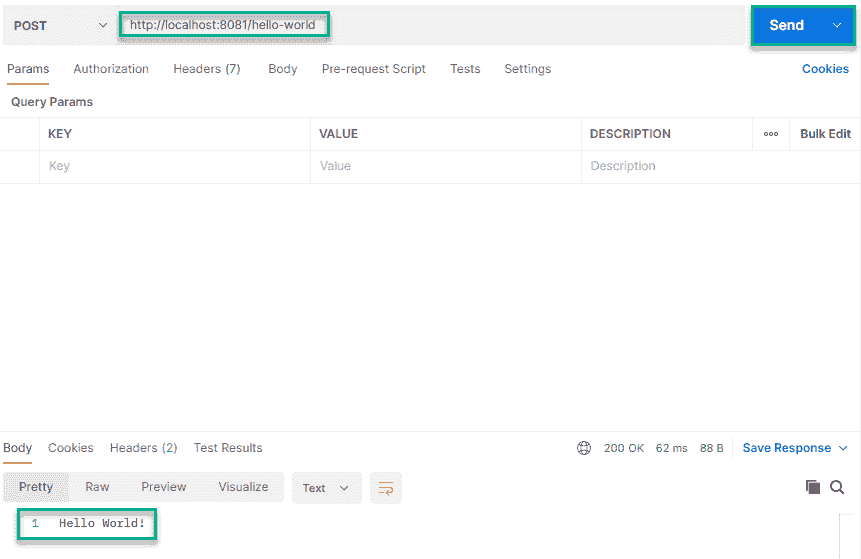 POST http://localhost:8081/hello-world Send
Params Authorization Headers (7) Body Pre-request Script Tests Settings Cookies
Query Params
KEY VALUE DESCRIPTION ooo Bulk Edit
Key Value Description
Body Cookies Headers (2) Test Results 200 OK 62 ms 88 B Save Response
Pretty Raw Preview Visualize Text
1 Hello World!